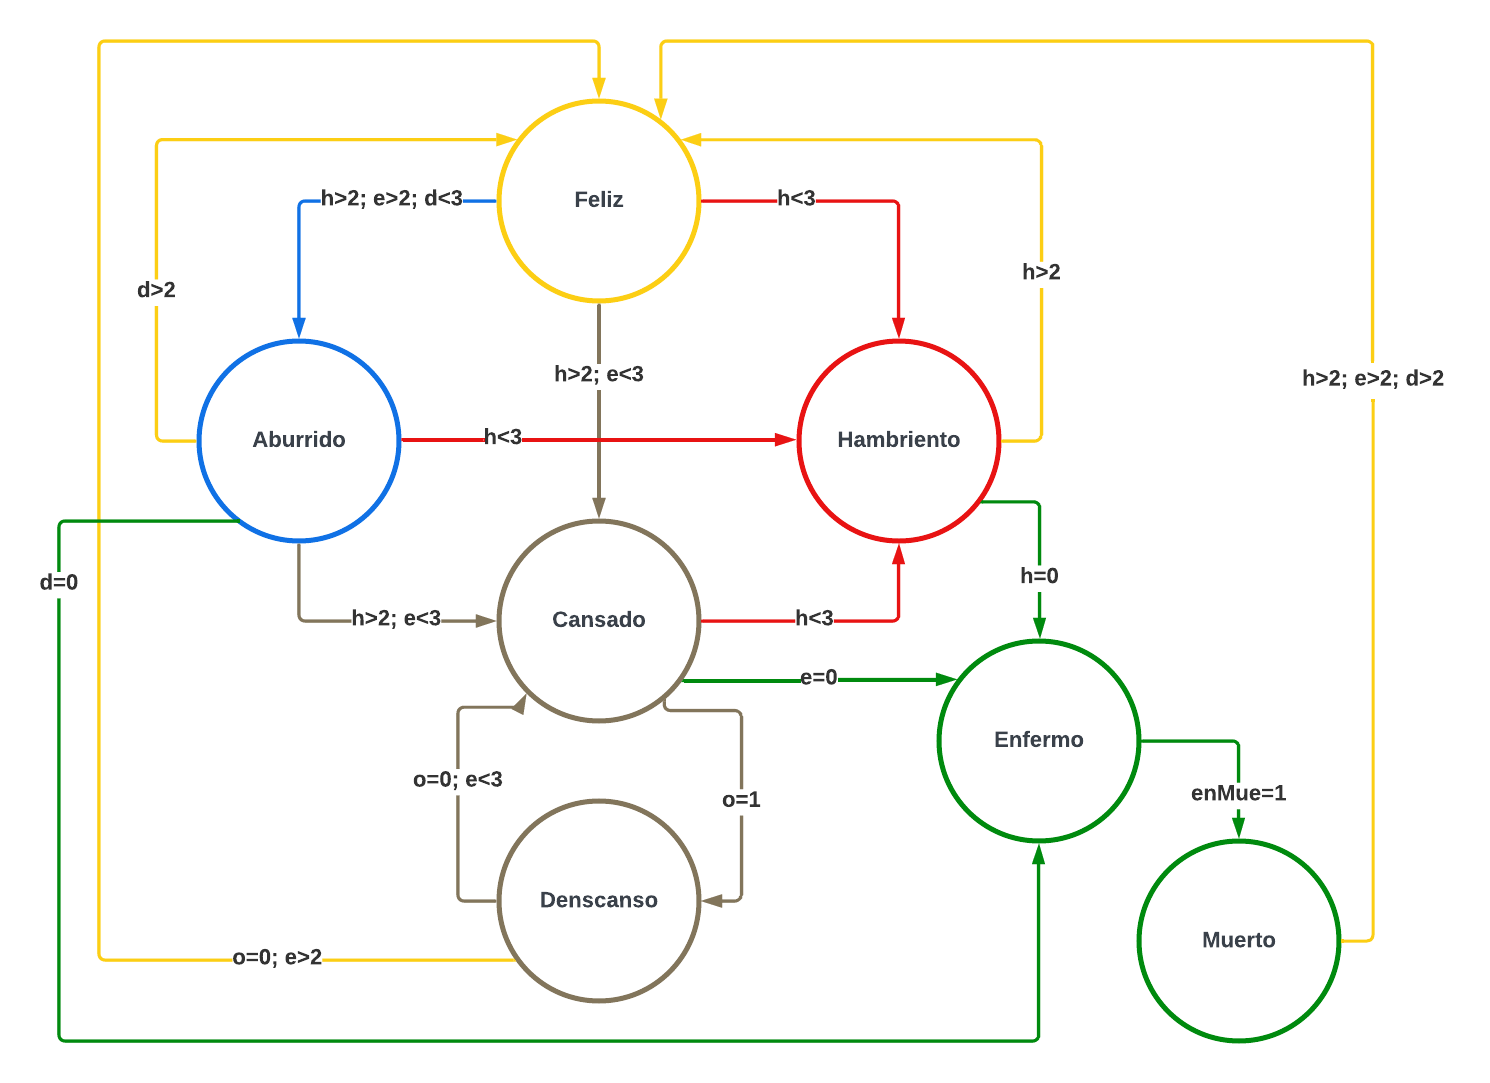 Feliz
h>2; e>2; d<3
h<3
h>2
d>2
h>2; e<3
h>2; e>2; d>2
Aburrido
h<3
Hambriento
d=0
h=0
h>2; e<3
Cansado
h<3
e=0
Enfermo
o=0; e<3
o=1
enMue=1
Denscanso
Muerto
o=0; e>2